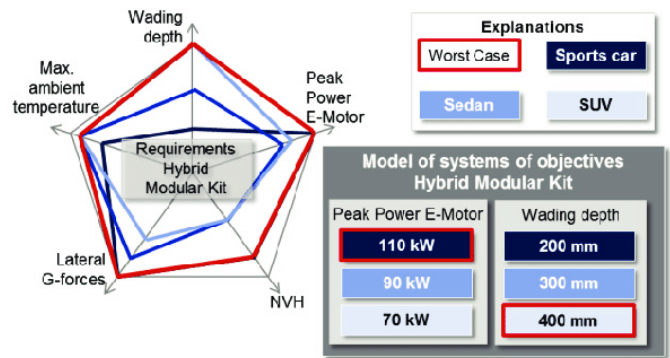 Wading
depth
Max.
ambient
temperature
Peak
Power
E-Motor
Requirements
Hybrid
Modular Kit
Lateral
G-forces
NVH
Explanations
Worst Case
Sports car
Sedan
SUV
Model of systems of objectives
Hybrid Modular Kit
Peak Power E-Motor
110 kW
90 kW
70 kW
Wading depth
200 mm
300 mm
400 mm